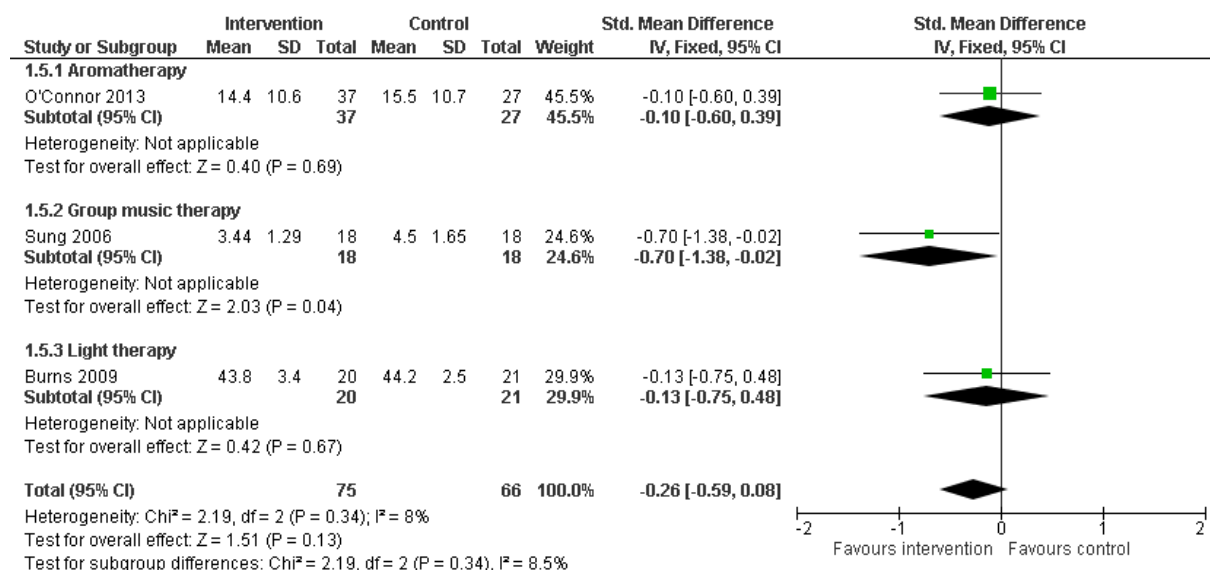 Intervention Control Std. Mean Difference Std. Mean Difference
Study or Subgroup Mean SD Total Mean SD Total Weight IV, Fixed, 95% CI IV, Fixed, 95% CI
1.5.1 Aromatherapy
O'Connor 2013 14.4 10.6 37 15.5 10.7 27 45.5% -0.10 [-0.60, 0.39]
Subtotal (95% CI) 37 27 45.5% -0.10 [-0.60, 0.39]
Heterogeneity: Not applicable
Test for overall effect: Z = 0.40 (P = 0.69)
1.5.2 Group music therapy
Sung 2006 3.44 1.29 18 4.5 1.65 18 24.6% -0.70 [-1.38, -0.02]
Subtotal (95% CI) 18 18 24.6% -0.70 [-1.38, -0.02]
Heterogeneity: Not applicable
Test for overall effect: Z = 2.03 (P = 0.04)
1.5.3 Light therapy
Burns 2009 43.8 3.4 20 44.2 2.5 21 29.9% -0.13 [-0.75, 0.48]
Subtotal (95% CI) 20 21 29.9% -0.13 [-0.75, 0.48]
Heterogeneity: Not applicable
Test for overall effect: Z = 0.42 (P = 0.67)
Total (95% CI) 75 66 100.0% -0.26 [-0.59, 0.08]
Heterogeneity: Chi² = 2.19, df = 2 (P = 0.34); I² = 8%
Test for overall effect: Z = 1.51 (P = 0.13)
Test for subgroup differences: Chi² = 2.19, df = 2 (P = 0.34), I² = 8.5%
-2 -1 0 1 2
Favours intervention Favours control